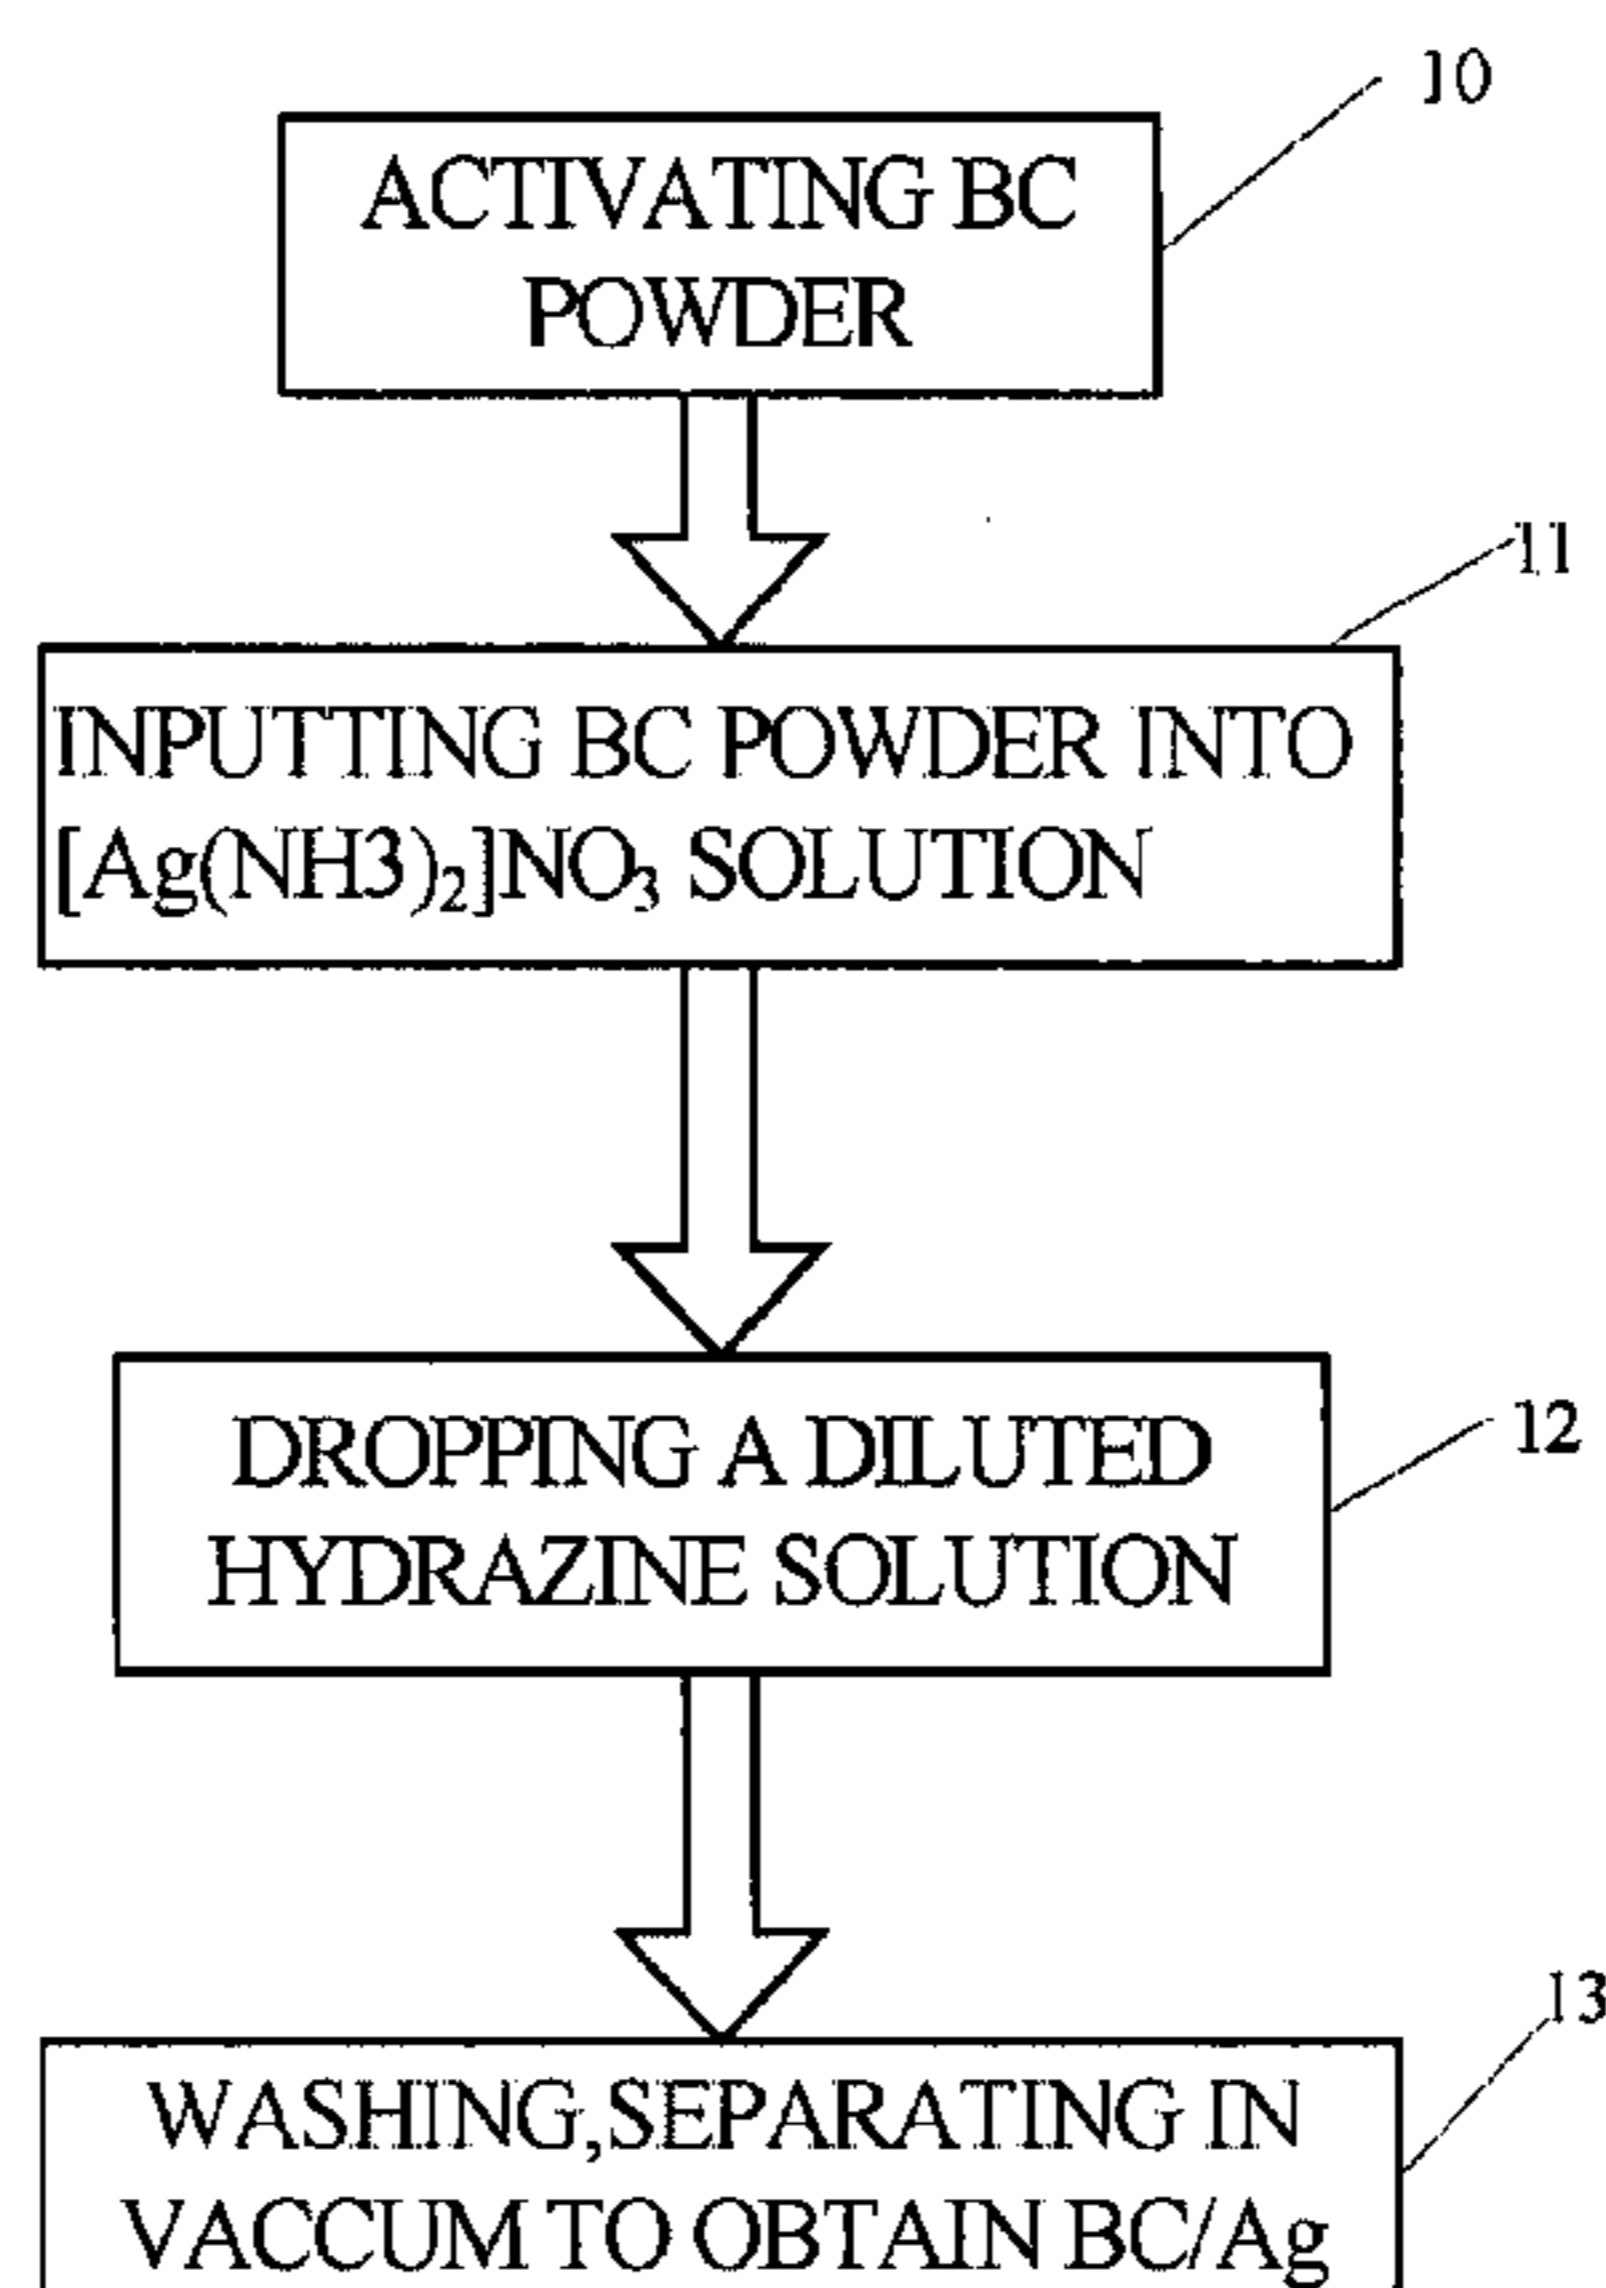 10
ACTIVATING BC
POWDER
11
INPUTTING BC POWDER INTO
[Ag(NH3)₂]NO₃ SOLUTION
12
DROPPING A DILUTED
HYDRAZINE SOLUTION
13
WASHING,SEPARATING IN
VACCUM TO OBTAIN BC/Ag